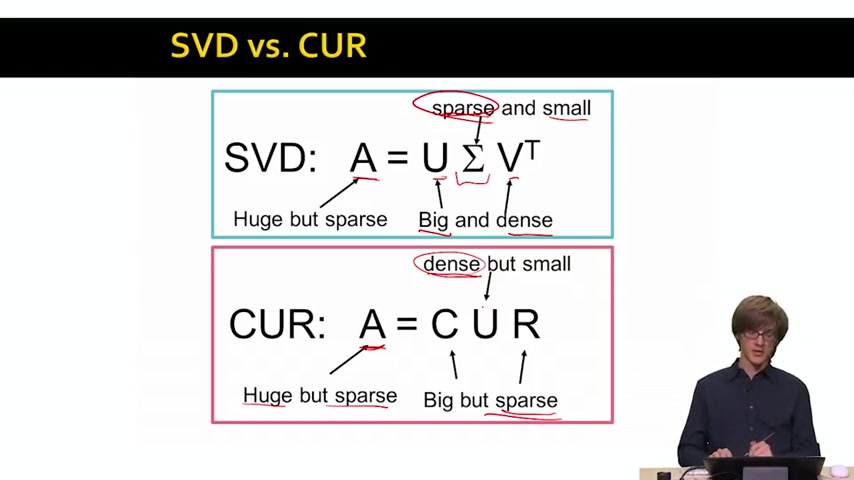 SVD vs. CUR
sparse and small
SVD: A = U Σ Vᵀ
Huge but sparse Big and dense
dense but small
CUR: A = C U R
Huge but sparse Big but sparse